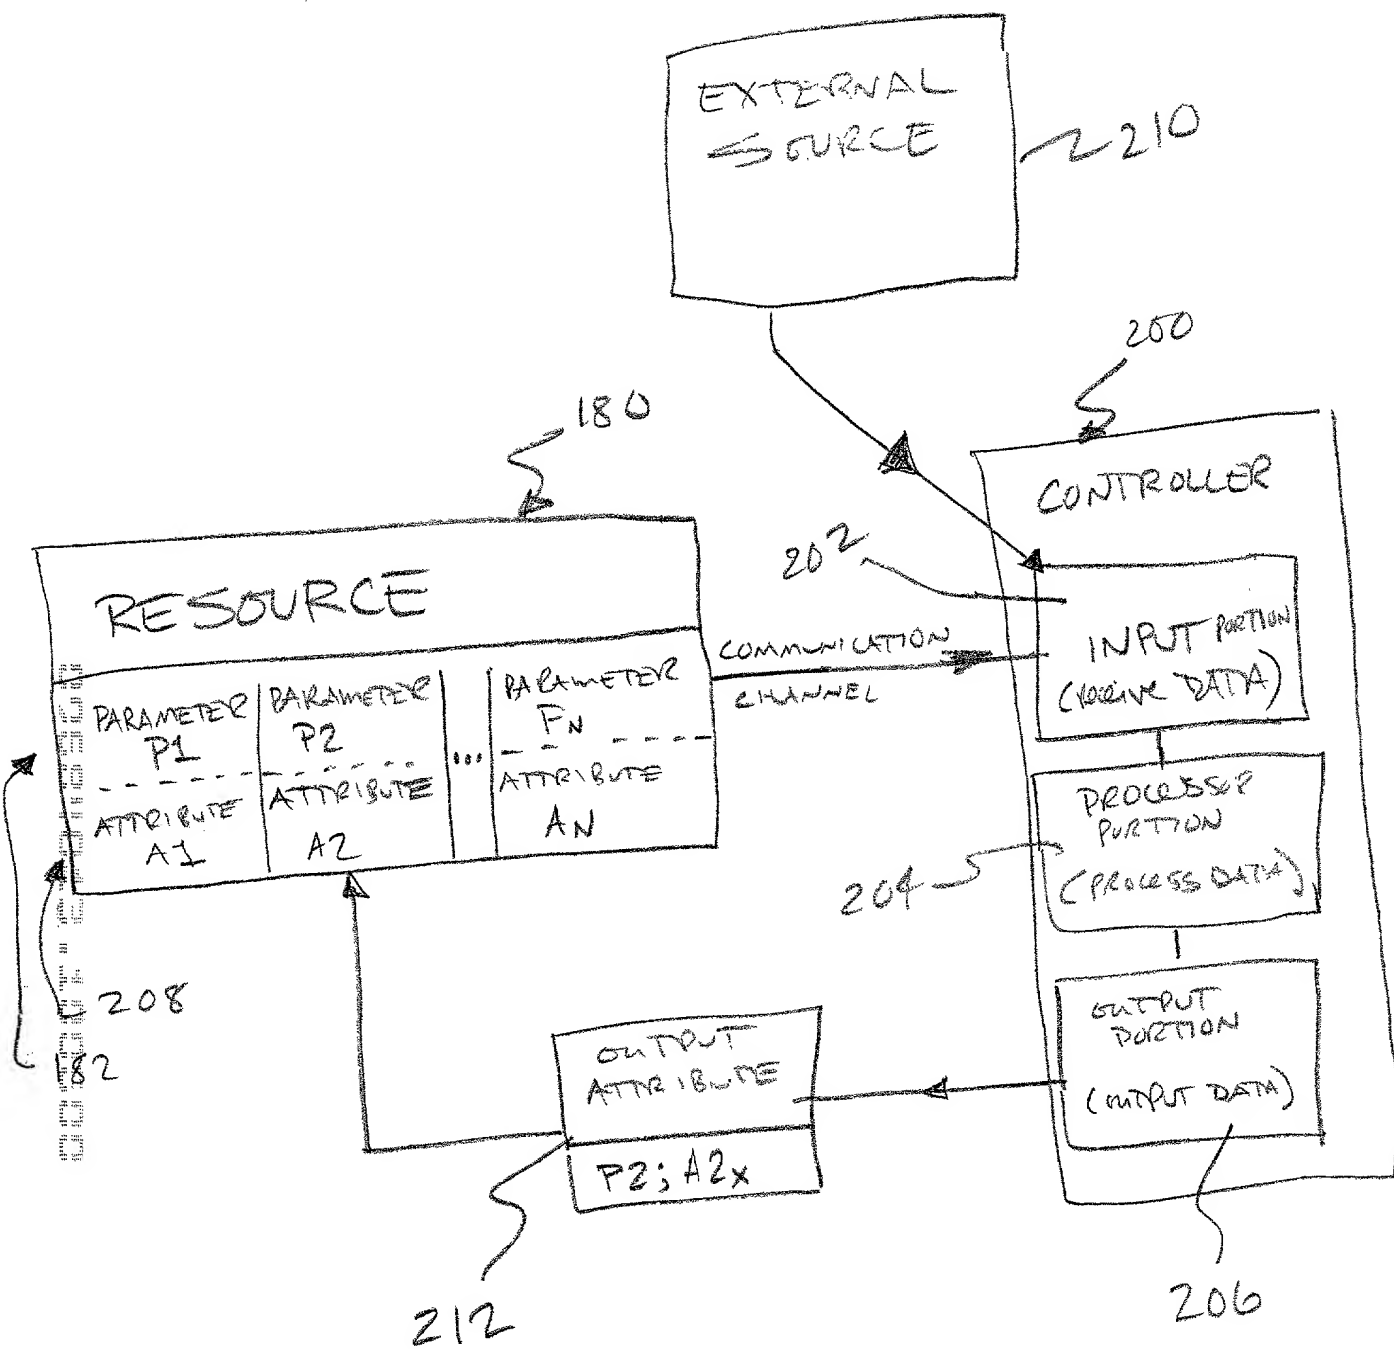 EXTERNAL
SOURCE
210
200
180
CONTROLLER
202
RESOURCE
COMMUNICATION
CHANNEL
INPUT PORTION
(receive DATA)
PARAMETER
P1
ATTRIBUTE
A1
PARAMETER
P2
ATTRIBUTE
A2
...
PARAMETER
FN
ATTRIBUTE
AN
PROCESSOR
PORTION
(PROCESS DATA)
204
208
182
OUTPUT
PORTION
(OUTPUT DATA)
OUTPUT
ATTRIBUTE
P2; A2x
212
206